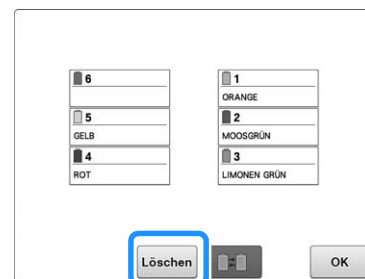 6
1
ORANGE
5
GELB
2
MOOSGRÜN
4
ROT
3
LIMONEN GRÜN
Löschen
OK